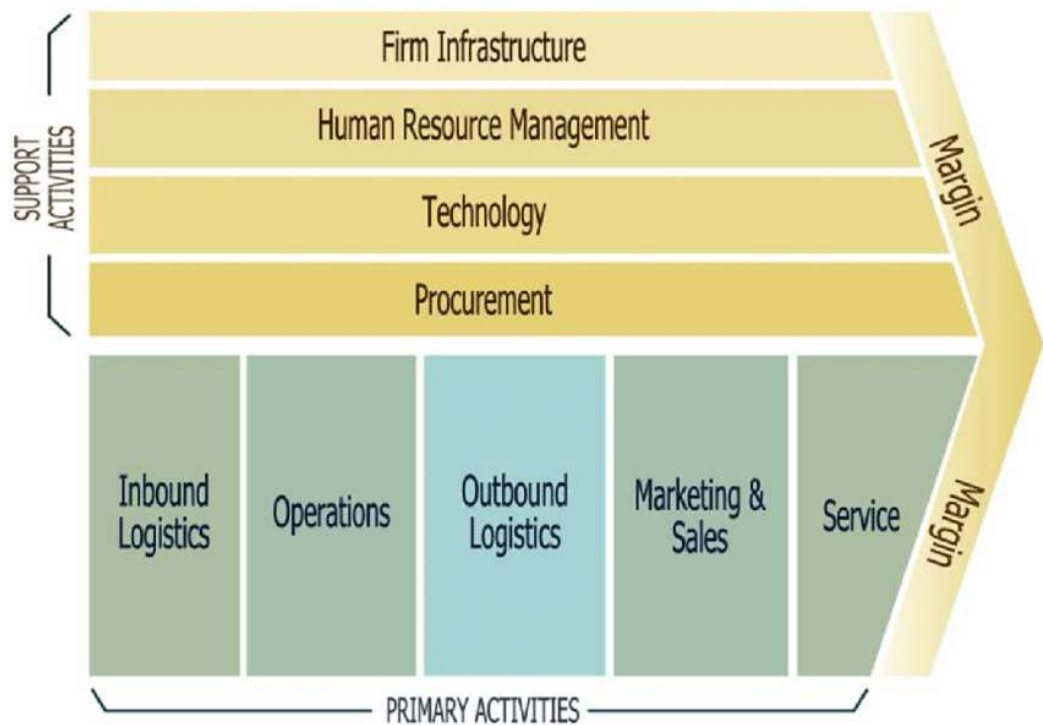 SUPPORT
ACTIVITIES
Firm Infrastructure
Human Resource Management
Technology
Procurement
Margin
Inbound
Logistics
Operations
Outbound
Logistics
Marketing &
Sales
Service
Margin
PRIMARY ACTIVITIES